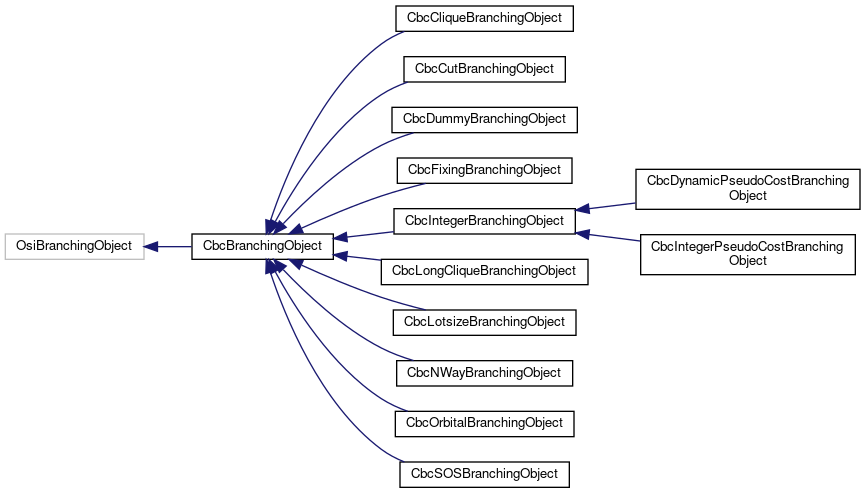 CbcCliqueBranchingObject
CbcCutBranchingObject
CbcDummyBranchingObject
CbcFixingBranchingObject
CbcDynamicPseudoCostBranching
Object
CbcIntegerBranchingObject
OsiBranchingObject
CbcBranchingObject
CbcIntegerPseudoCostBranching
Object
CbcLongCliqueBranchingObject
CbcLotsizeBranchingObject
CbcNWayBranchingObject
CbcOrbitalBranchingObject
CbcSOSBranchingObject